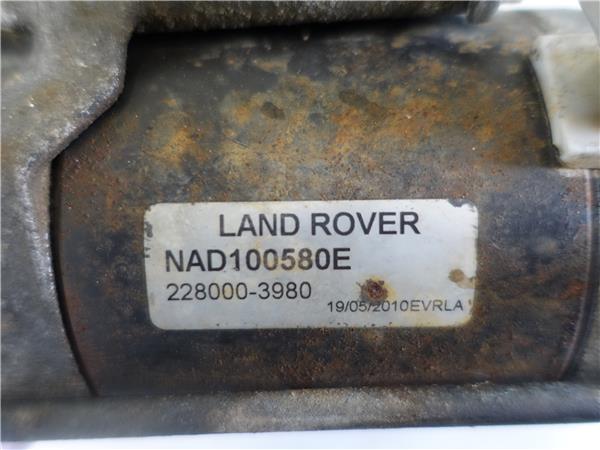 LAND ROVER
NAD100580E
228000-3980
19/05/2010EVRLA